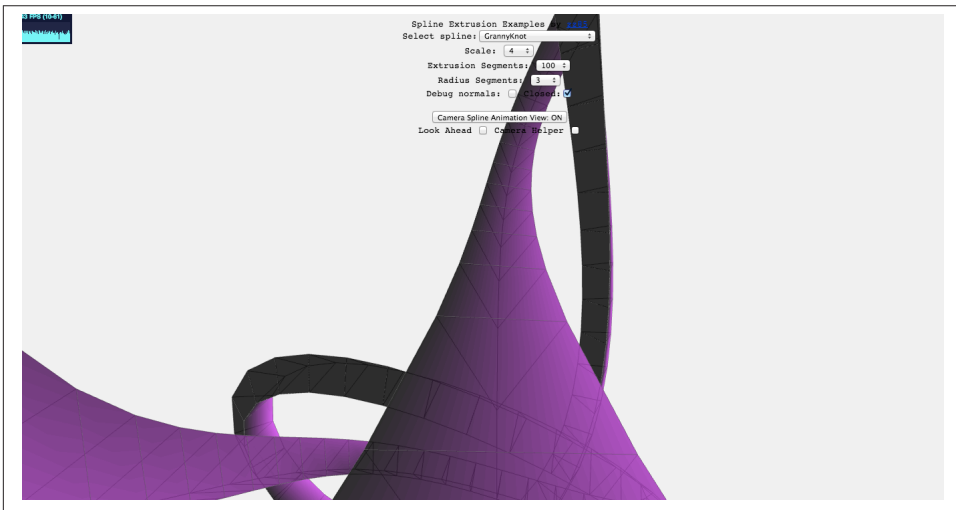 FPS (10-61)
Spline Extrusion Examples by
Select spline: GrannyKnot
Scale: 4
Extrusion Segments: 100
Radius Segments: 3
Debug normals: Closed:
Camera Spline Animation View: ON
Look Ahead Camera Helper